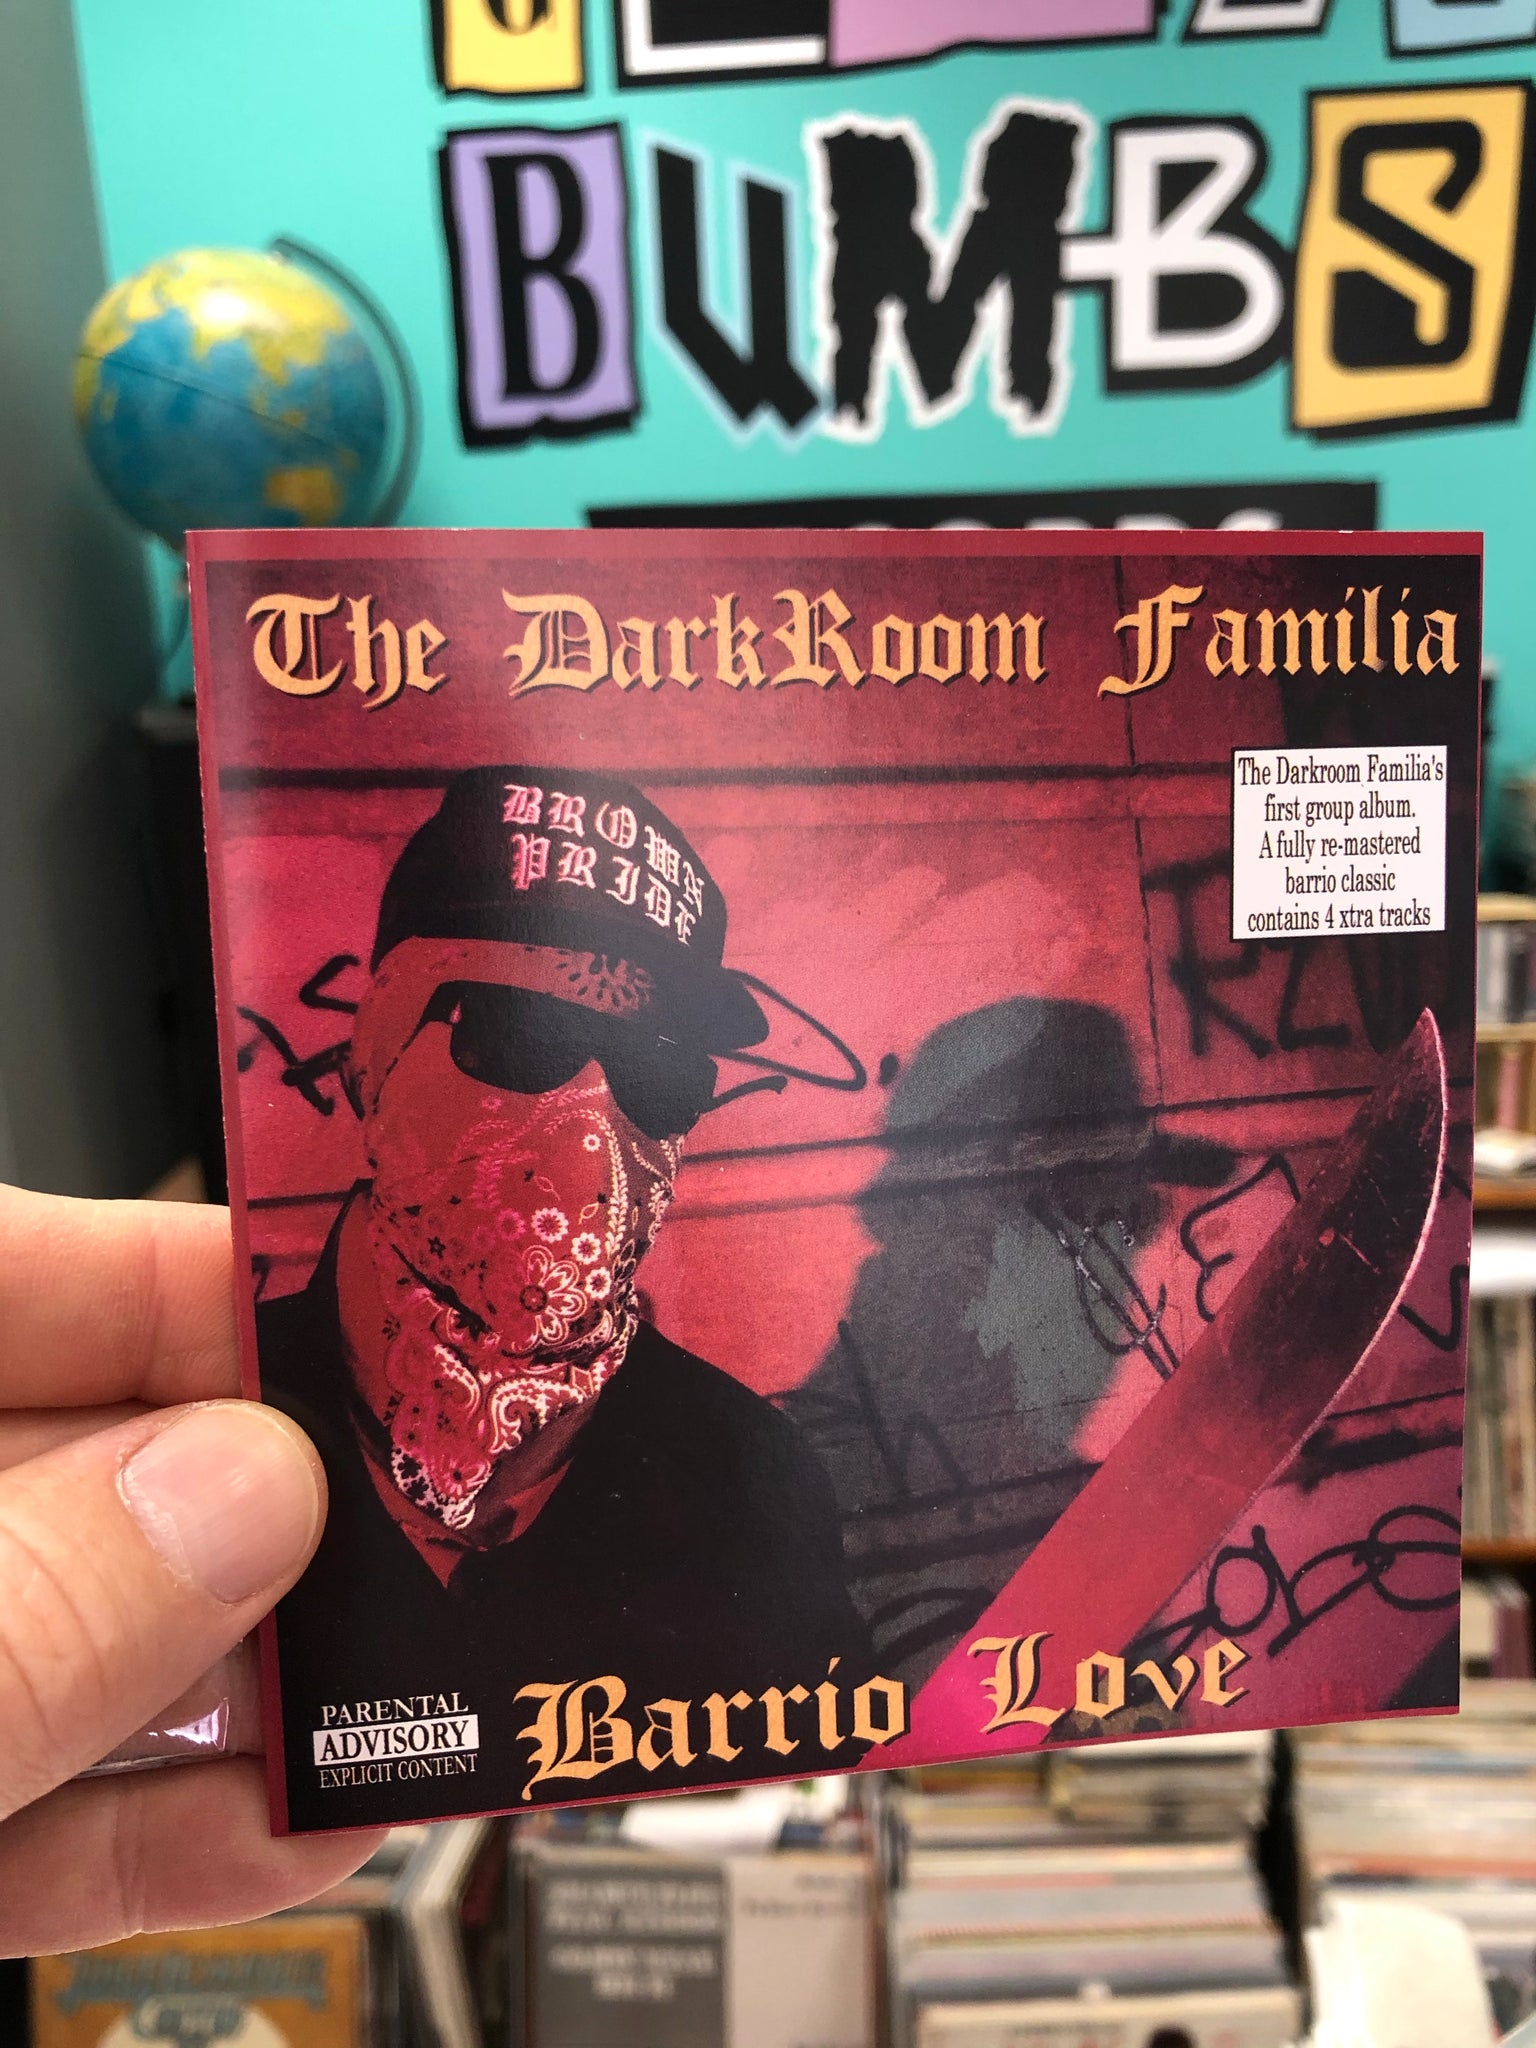 BUMBS
The DarkRoom Familia
The Darkroom Familia's
first group album.
A fully re-mastered
barrio classic
contains 4 xtra tracks
BROWN
PRIDE
Barrio Love
PARENTAL
ADVISORY
EXPLICIT CONTENT